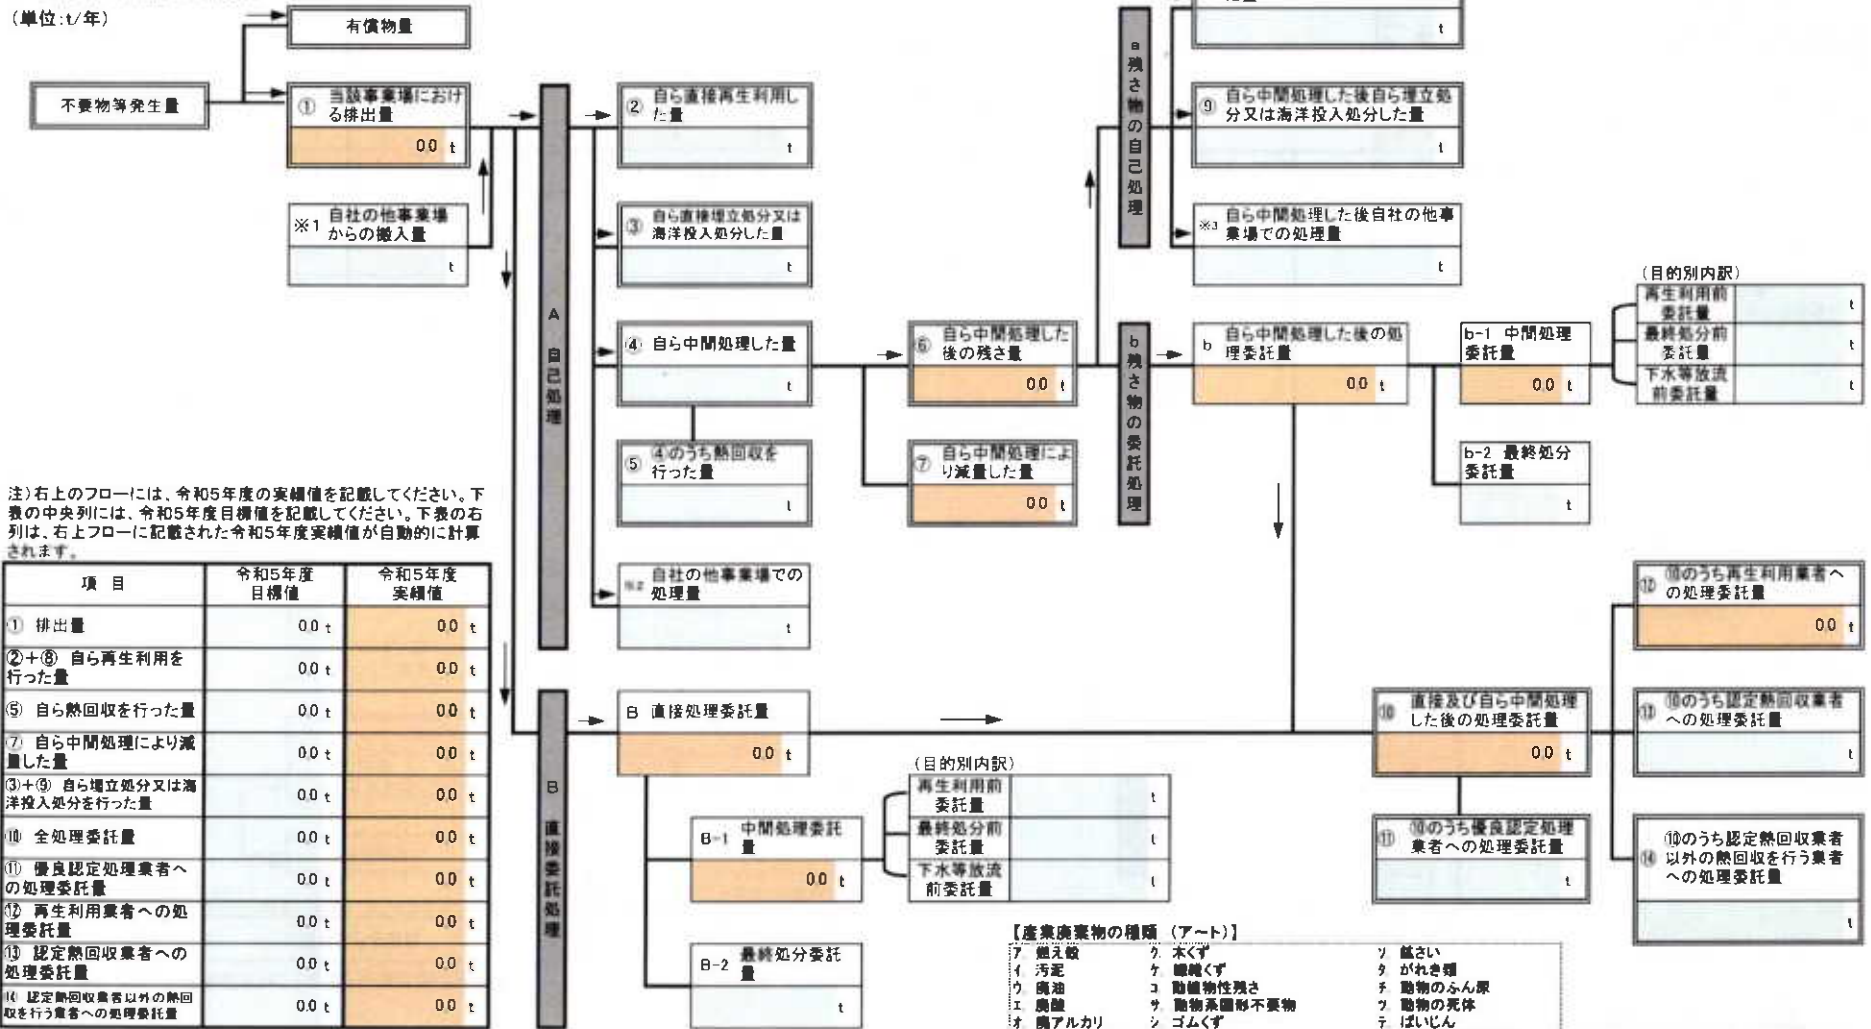 (単位:t/年)
有償物量
不要物等発生量
① 当該事業場におけ
る排出量
0.0 t
※1 自社の他事業場
からの搬入量
t
A 自己処理
② 自ら直接再生利用し
た量
t
③ 自ら直接埋立処分又は
海洋投入処分した量
t
④ 自ら中間処理した量
t
⑤ ④のうち熱回収を
行った量
t
※2 自社の他事業場での
処理量
t
⑥ 自ら中間処理した
後の残さ量
0.0 t
⑦ 自ら中間処理によ
り減量した量
0.0 t
a 残さ物の自己処理
t
⑨ 自ら中間処理した後自ら埋立処
分又は海洋投入処分した量
t
※3 自ら中間処理した後自社の他事
業場での処理量
t
b 残さ物の委託処理
b 自ら中間処理した後の処
理委託量
0.0 t
b-1 中間処理
委託量
0.0 t
(目的別内訳)
再生利用前
委託量
t
最終処分前
委託量
t
下水等放流
前委託量
t
b-2 最終処分
委託量
t
注)右上のフローには、令和5年度の実績値を記載してください。下
表の中央列には、令和5年度目標値を記載してください。下表の右
列は、右上フローに記載された令和5年度実績値が自動的に計算
されます。
項 目 令和5年度 目標値 令和5年度 実績値
① 排出量 0.0 t 0.0 t
②+⑧ 自ら再生利用を
行った量 0.0 t 0.0 t
⑤ 自ら熱回収を行った量 0.0 t 0.0 t
⑦ 自ら中間処理により減
量した量 0.0 t 0.0 t
③+⑨ 自ら埋立処分又は海
洋投入処分を行った量 0.0 t 0.0 t
⑩ 全処理委託量 0.0 t 0.0 t
⑪ 優良認定処理業者へ
の処理委託量 0.0 t 0.0 t
⑫ 再生利用業者への処
理委託量 0.0 t 0.0 t
⑬ 認定熱回収業者への
処理委託量 0.0 t 0.0 t
⑭ 認定熱回収業者以外の熱回
収を行う業者への処理委託量 0.0 t 0.0 t
B 直接委託処理
B 直接処理委託量
0.0 t
B-1 中間処理委託
量
0.0 t
(目的別内訳)
再生利用前
委託量
t
最終処分前
委託量
t
下水等放流
前委託量
t
B-2 最終処分委託
量
t
⑩ 直接及び自ら中間処理
した後の処理委託量
0.0 t
⑪ ⑩のうち優良認定処理
業者への処理委託量
t
⑫ ⑩のうち再生利用業者へ
の処理委託量
0.0 t
⑬ ⑩のうち認定熱回収業者
への処理委託量
t
⑭ ⑩のうち認定熱回収業者
以外の熱回収を行う業者
への処理委託量
t
【産業廃棄物の種類 (ア~ト)】
ア. 燃え殻 ク. 木くず ソ. 鉱さい
イ. 汚泥 ケ. 繊維くず タ. がれき類
ウ. 廃油 コ. 動植物性残さ チ. 動物のふん尿
エ. 廃酸 サ. 動物系固形不要物 ツ. 動物の死体
オ. 廃アルカリ シ. ゴムくず テ. ばいじん